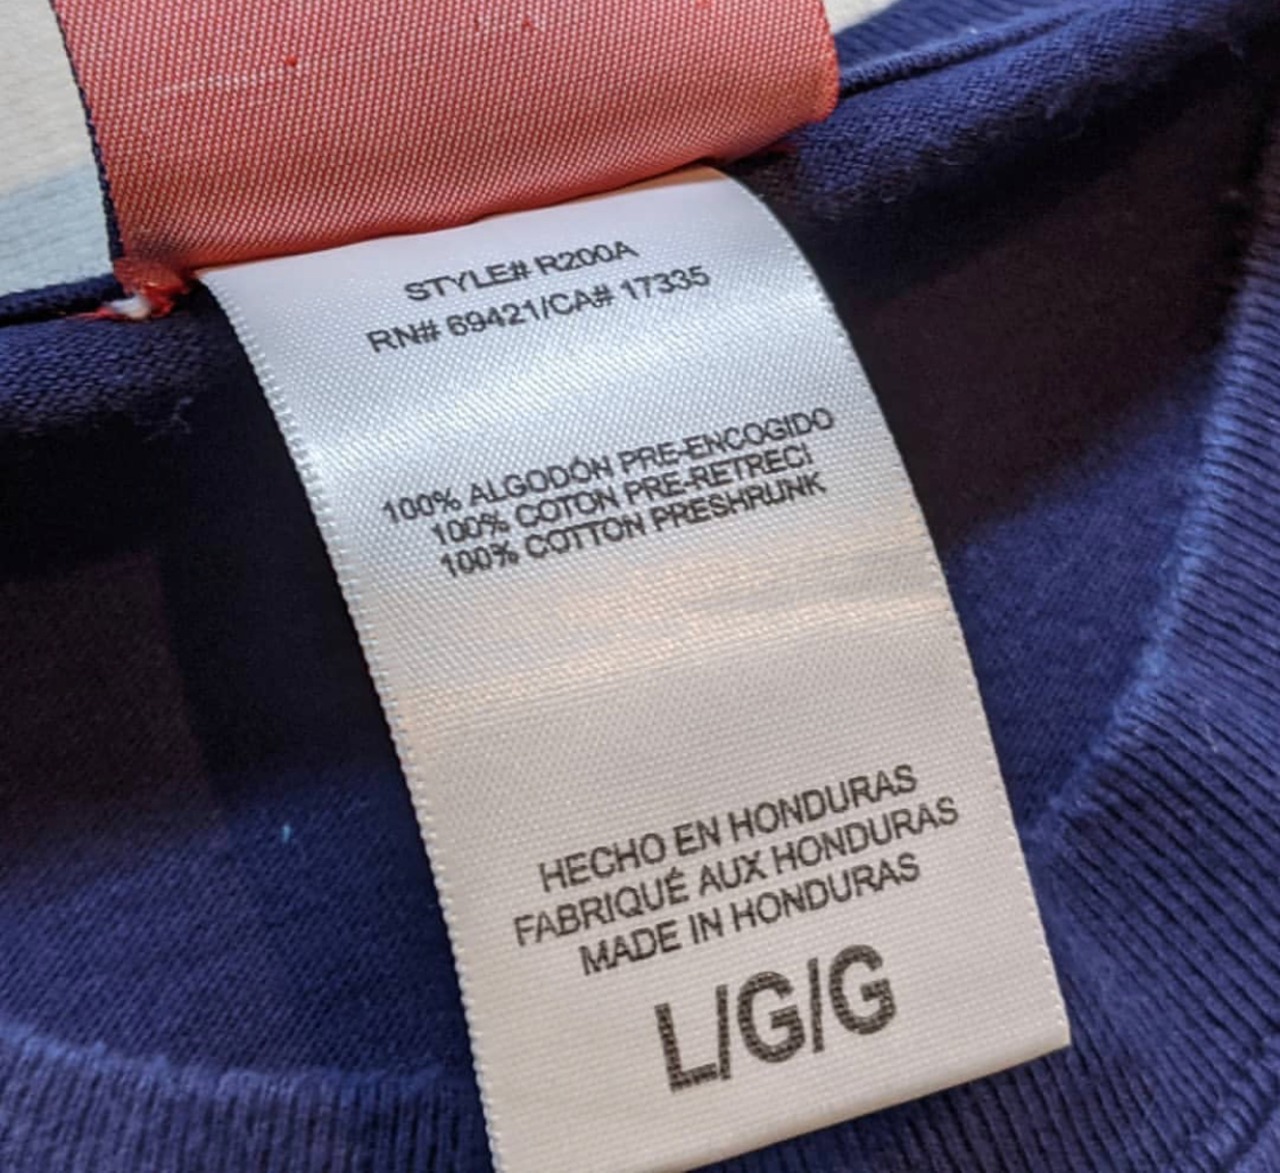 STYLE# R200A
RN# 69421/CA# 17335
100% ALGODÓN PRE-ENCOGIDO
100% COTON PRE-RETRECI
100% COTTON PRESHRUNK
HECHO EN HONDURAS
FABRIQUÉ AUX HONDURAS
MADE IN HONDURAS
L/G/G